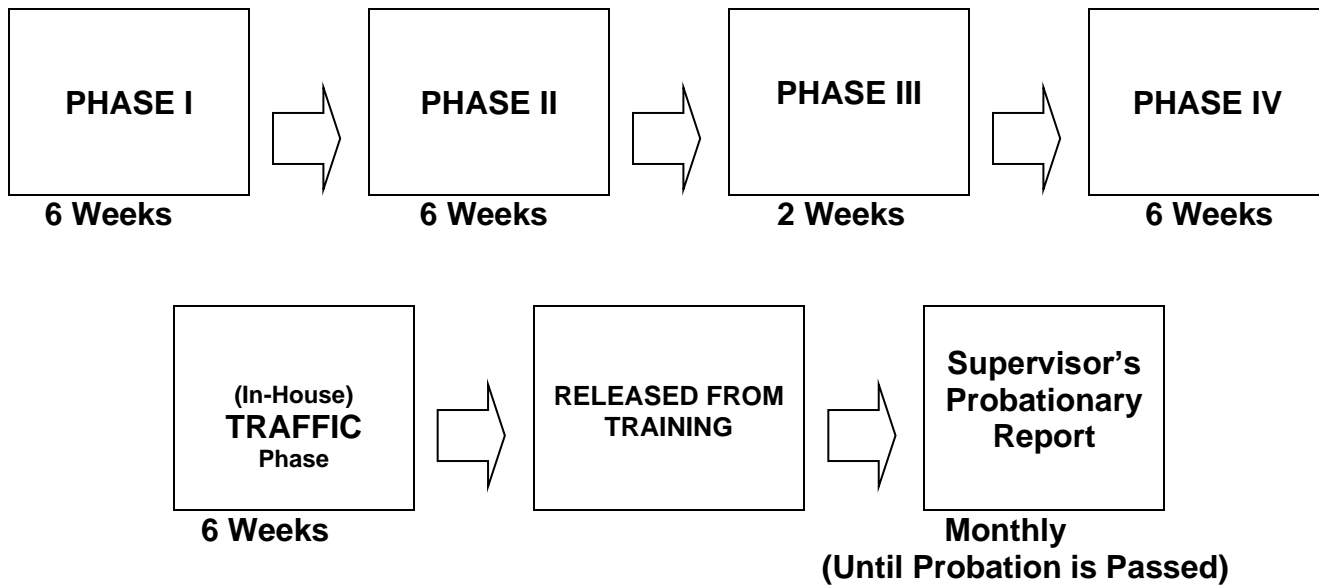 PHASE I
PHASE II
PHASE III
PHASE IV
6 Weeks
6 Weeks
2 Weeks
6 Weeks
(In-House)
TRAFFIC
Phase
RELEASED FROM
TRAINING
Supervisor’s
Probationary
Report
6 Weeks
Monthly
(Until Probation is Passed)